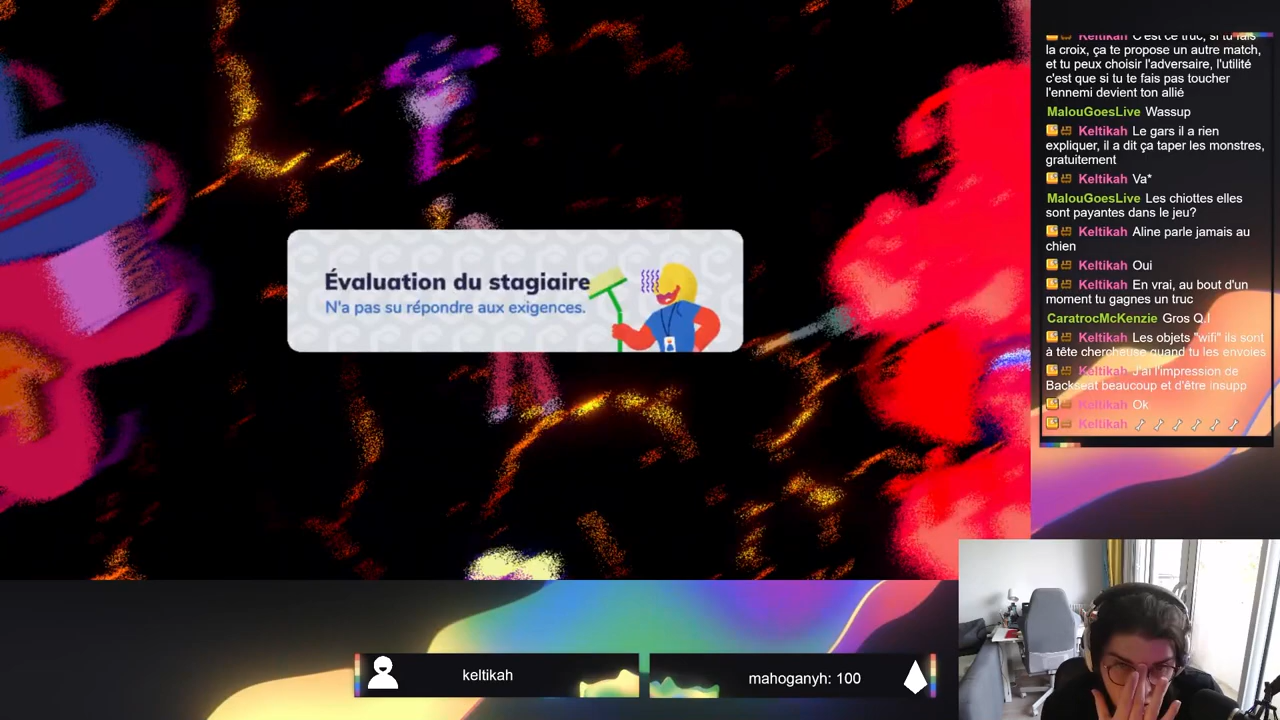 Keltikah C'est ce truc, si tu fais
la croix, ça te propose un autre match,
et tu peux choisir l'adversaire, l'utilité
c'est que si tu te fais pas toucher
l'ennemi devient ton allié
MalouGoesLive Wassup
Keltikah Le gars il a rien
expliquer, il a dit ça taper les monstres,
gratuitement
Keltikah Va*
MalouGoesLive Les chiottes elles
sont payantes dans le jeu?
Keltikah Aline parle jamais au
chien
Keltikah Oui
Keltikah En vrai, au bout d'un
moment tu gagnes un truc
CaratrocMcKenzie Gros Q.I
Keltikah Les objets "wifi" ils sont
à tête chercheuse quand tu les envoies
Keltikah J'ai l'impression de
Backseat beaucoup et d'être insupp
Keltikah Ok
Keltikah
Évaluation du stagiaire
N'a pas su répondre aux exigences.
keltikah
mahoganyh: 100